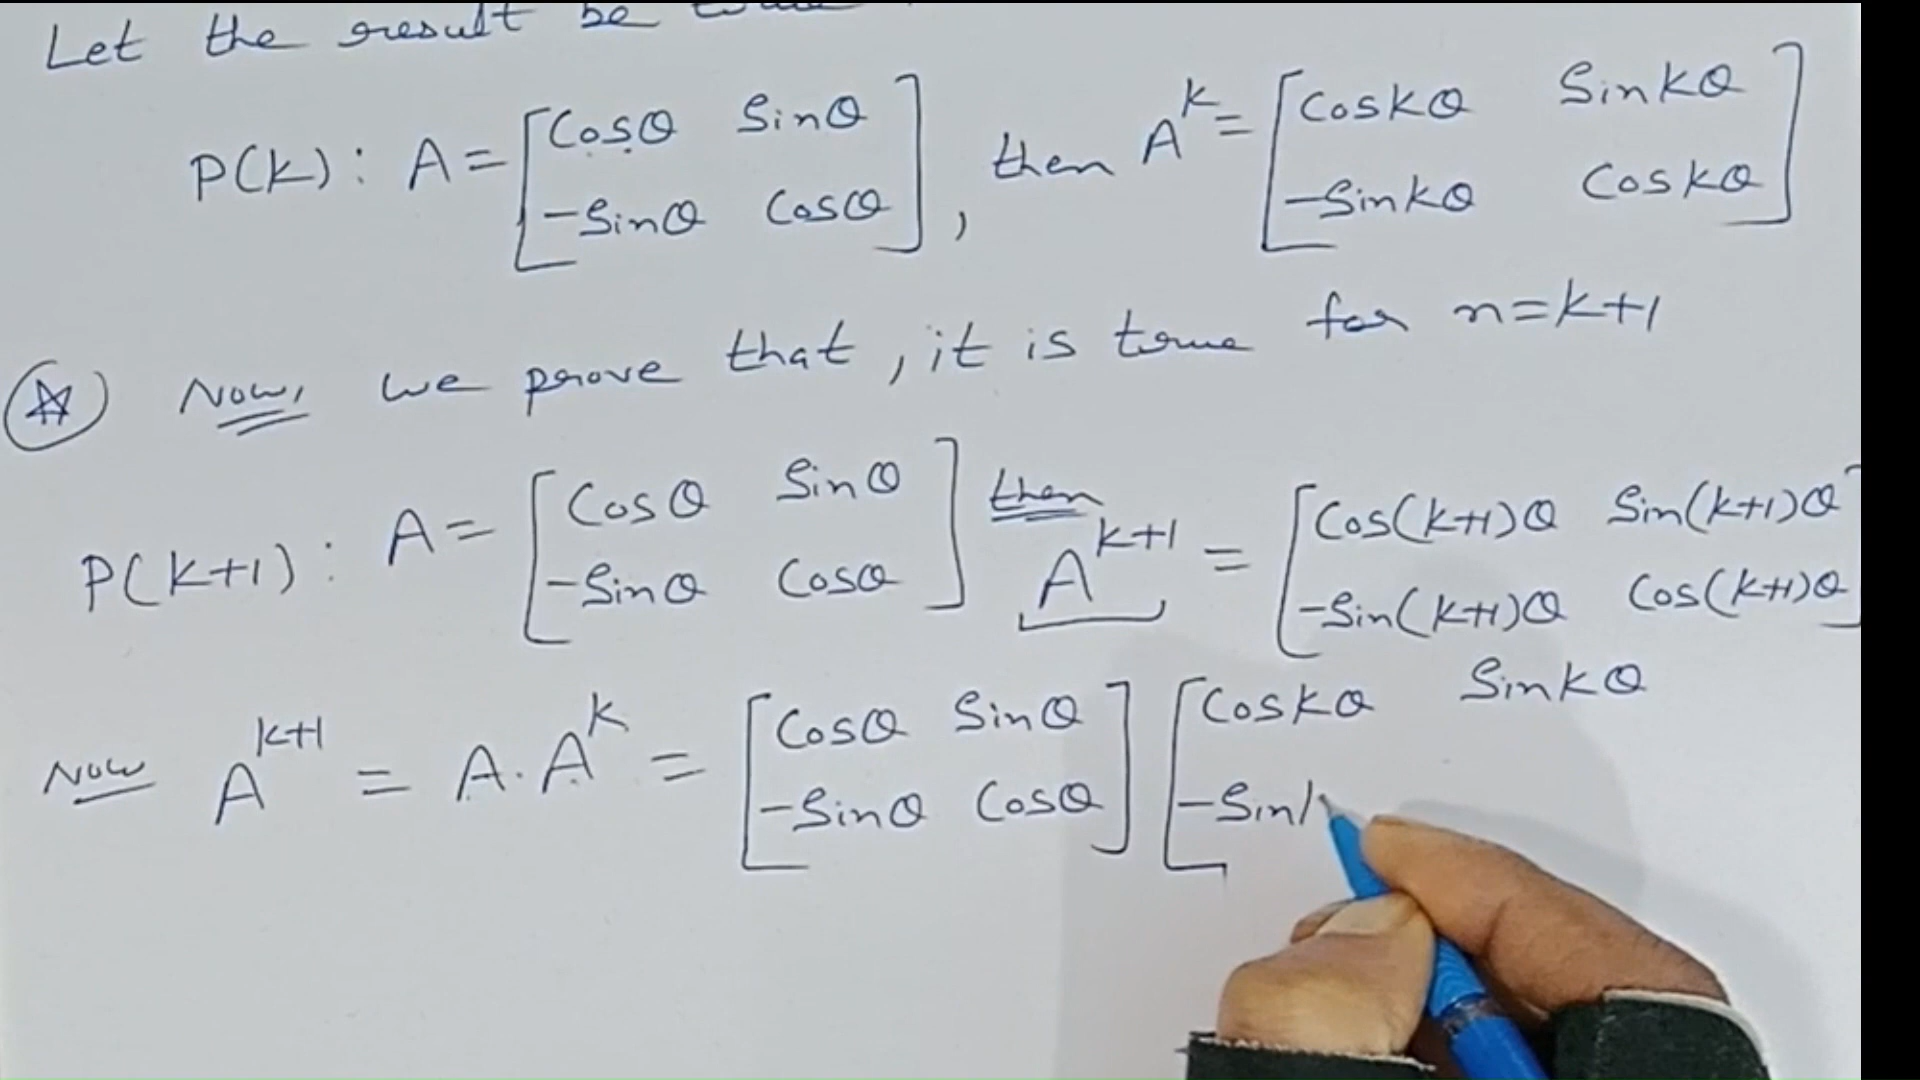 Let the result be true
P(k): A = [Cosθ Sinθ], then A^k = [Coskθ Sinkθ]
[-Sinθ Cosθ] [-Sinkθ Coskθ]
☆ Now, we prove that, it is true for n=k+1
P(k+1): A = [Cosθ Sinθ] then A^k+1 = [Cos(k+1)θ Sin(k+1)θ]
[-Sinθ Cosθ] [-Sin(k+1)θ Cos(k+1)θ]
Now A^k+1 = A.A^k = [Cosθ Sinθ] [Coskθ Sinkθ
[-Sinθ Cosθ] [-Sin